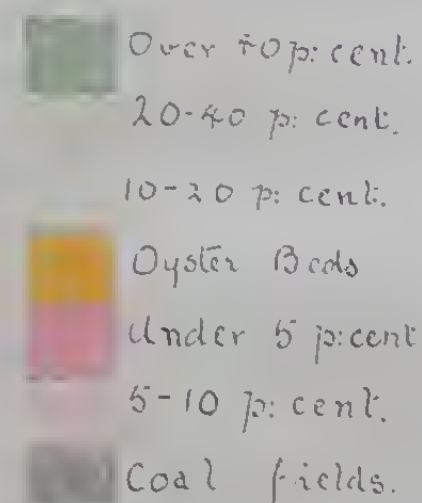 Over 40 p: cent.
20-40 p: cent.
10-20 p: cent.
Oyster Beds
Under 5 p: cent
5-10 p: cent.
Coal fields.